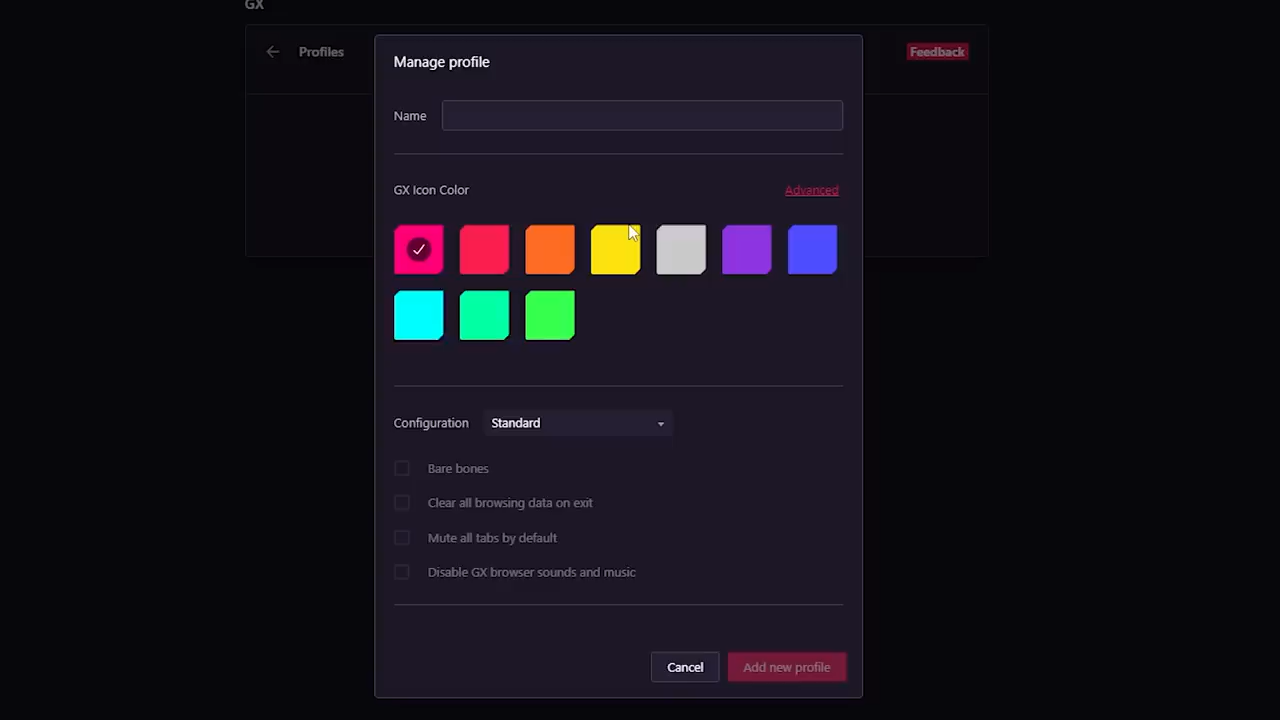 GX
Profiles
Feedback
Manage profile
Name
GX Icon Color
Advanced
Configuration
Standard
Bare bones
Clear all browsing data on exit
Mute all tabs by default
Disable GX browser sounds and music
Cancel
Add new profile